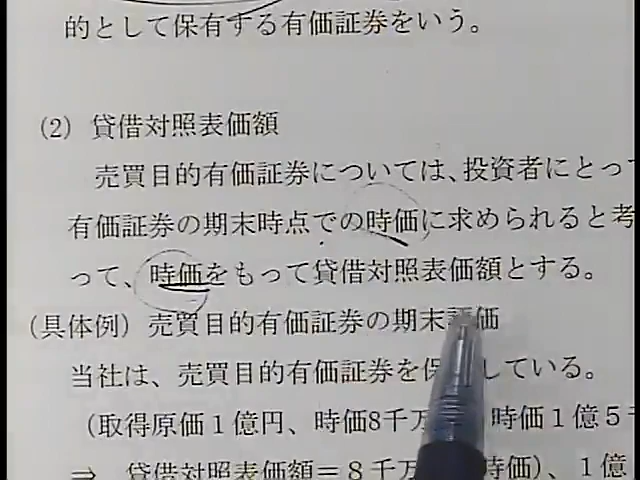 的として保有する有価証券をいう。
(2) 貸借対照表価額
売買目的有価証券については、投資者にとっ
有価証券の期末時点での時価に求められると考
って、時価をもって貸借対照表価額とする。
(具体例) 売買目的有価証券の期末評価
当社は、売買目的有価証券を保 している。
(取得原価1億円、時価8千万 時価1億5千
⇒ 貸借対照表価額=8千万 時価)、1億